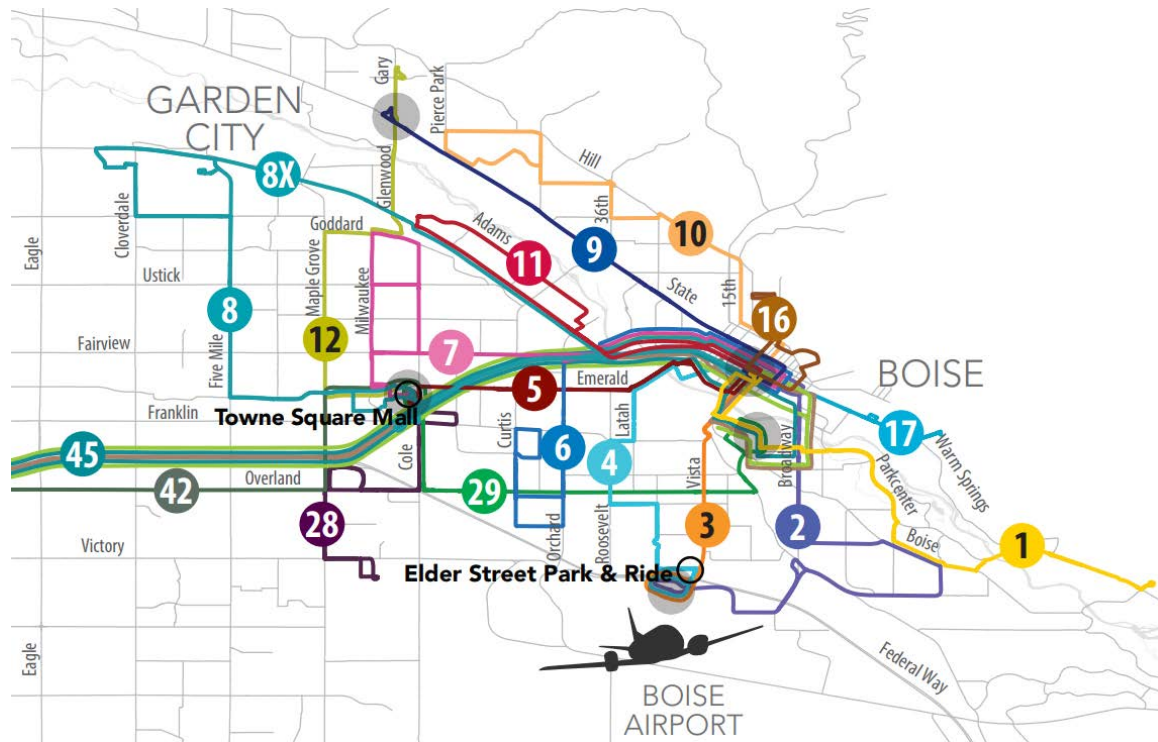 Gary
Pierce Park
GARDEN
CITY
Hill
8X
Glenwood
36th
Cloverdale
Goddard
Adams
10
9
Eagle
11
Maple Grove
Milwaukee
Ustick
State
15th
8
16
12
Fairview
7
Five Mile
BOISE
Emerald
5
Franklin
Towne Square Mall
Latah
Curtis
17
Warm Springs
6
45
Cole
4
Vista
Broadway
Parkcenter
Overland
42
29
28
3
2
Orchard
Roosevelt
Boise
1
Victory
Elder Street Park & Ride
Eagle
Federal Way
BOISE
AIRPORT